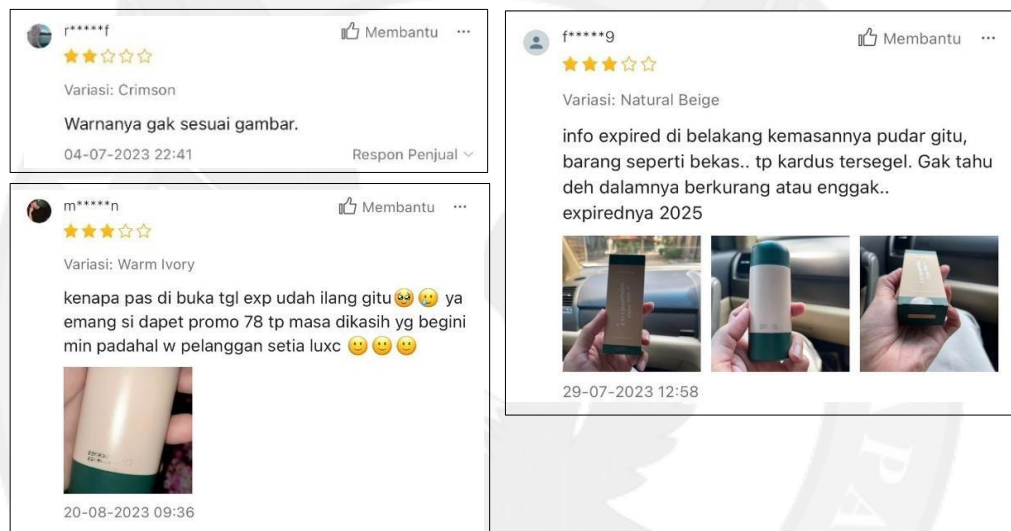 r*****f
Membantu
Variasi: Crimson
Warnanya gak sesuai gambar.
04-07-2023 22:41
Respon Penjual
m*****n
Membantu
Variasi: Warm Ivory
kenapa pas di buka tgl exp udah ilang gitu🥹🥲 ya
emang si dapet promo 78 tp masa dikasih yg begini
min padahal w pelanggan setia luxc 🙂🙂🙂
20-08-2023 09:36
f*****9
Membantu
Variasi: Natural Beige
info expired di belakang kemasannya pudar gitu,
barang seperti bekas.. tp kardus tersegel. Gak tahu
deh dalamnya berkurang atau enggak..
expirednya 2025
29-07-2023 12:58
PA